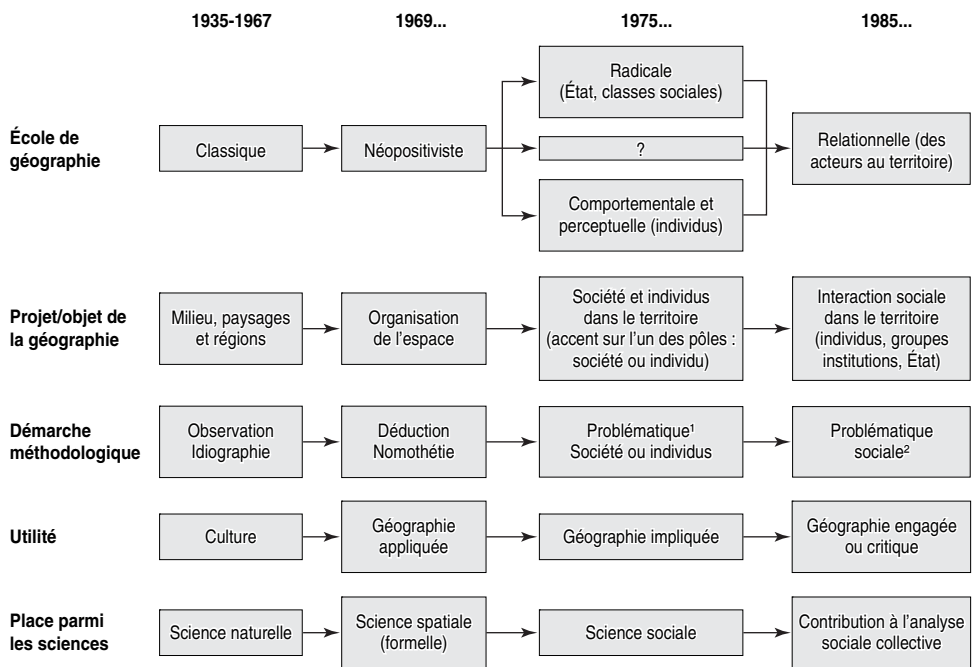 1935-1967
1969...
1975...
1985...
École de
géographie
Classique
Néopositiviste
Radicale
(État, classes sociales)
?
Comportementale et
perceptuelle (individus)
Relationnelle (des
acteurs au territoire)
Projet/objet de
la géographie
Milieu, paysages
et régions
Organisation
de l'espace
Société et individus
dans le territoire
(accent sur l'un des pôles :
société ou individu)
Interaction sociale
dans le territoire
(individus, groupes
institutions, État)
Démarche
méthodologique
Observation
Idiographie
Déduction
Nomothétie
Problématique¹
Société ou individus
Problématique
sociale²
Utilité
Culture
Géographie
appliquée
Géographie impliquée
Géographie engagée
ou critique
Place parmi
les sciences
Science naturelle
Science spatiale
(formelle)
Science sociale
Contribution à l'analyse
sociale collective